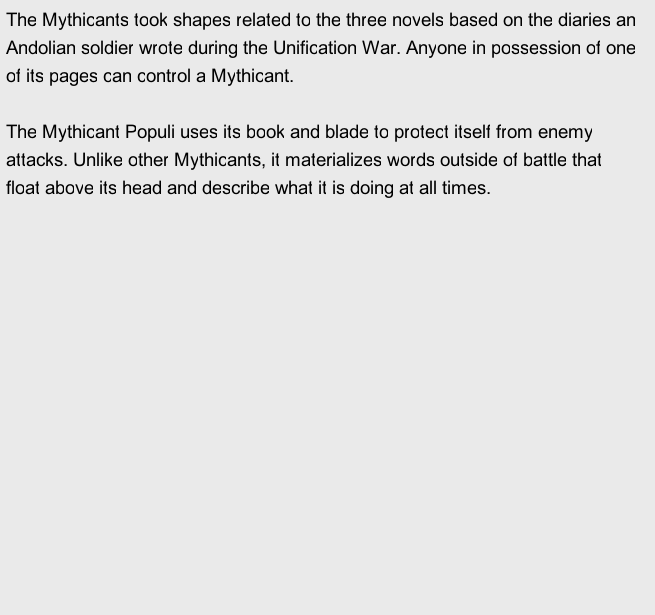 The Mythicants took shapes related to the three novels based on the diaries an
Andolian soldier wrote during the Unification War. Anyone in possession of one
of its pages can control a Mythicant.
The Mythicant Populi uses its book and blade to protect itself from enemy
attacks. Unlike other Mythicants, it materializes words outside of battle that
float above its head and describe what it is doing at all times.